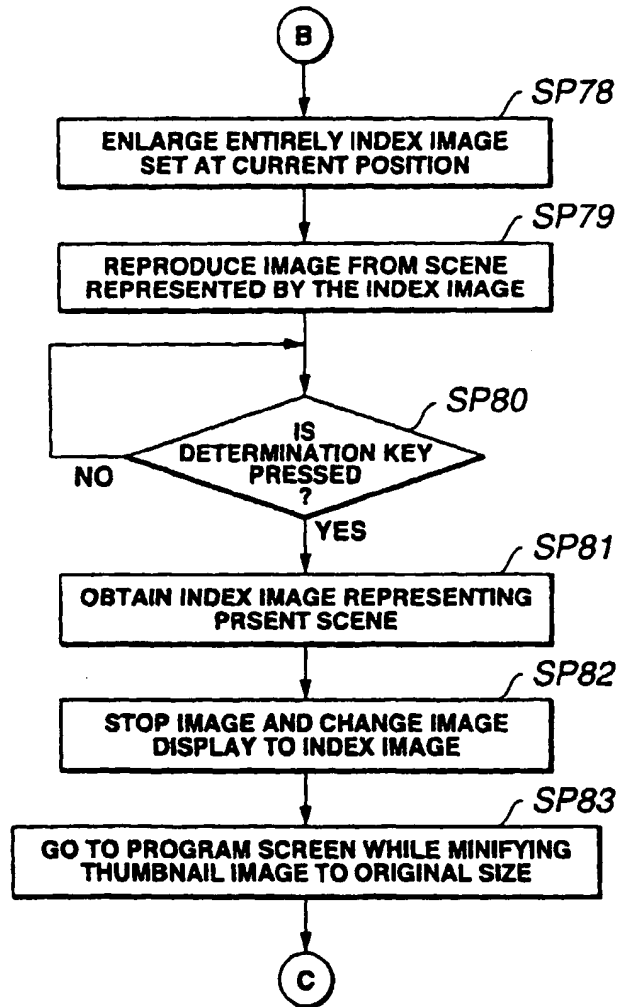 B
SP78
ENLARGE ENTIRELY INDEX IMAGE
SET AT CURRENT POSITION
SP79
REPRODUCE IMAGE FROM SCENE
REPRESENTED BY THE INDEX IMAGE
SP80
IS
DETERMINATION KEY
PRESSED
?
NO
YES
SP81
OBTAIN INDEX IMAGE REPRESENTING
PRSENT SCENE
SP82
STOP IMAGE AND CHANGE IMAGE
DISPLAY TO INDEX IMAGE
SP83
GO TO PROGRAM SCREEN WHILE MINIFYING
THUMBNAIL IMAGE TO ORIGINAL SIZE
C